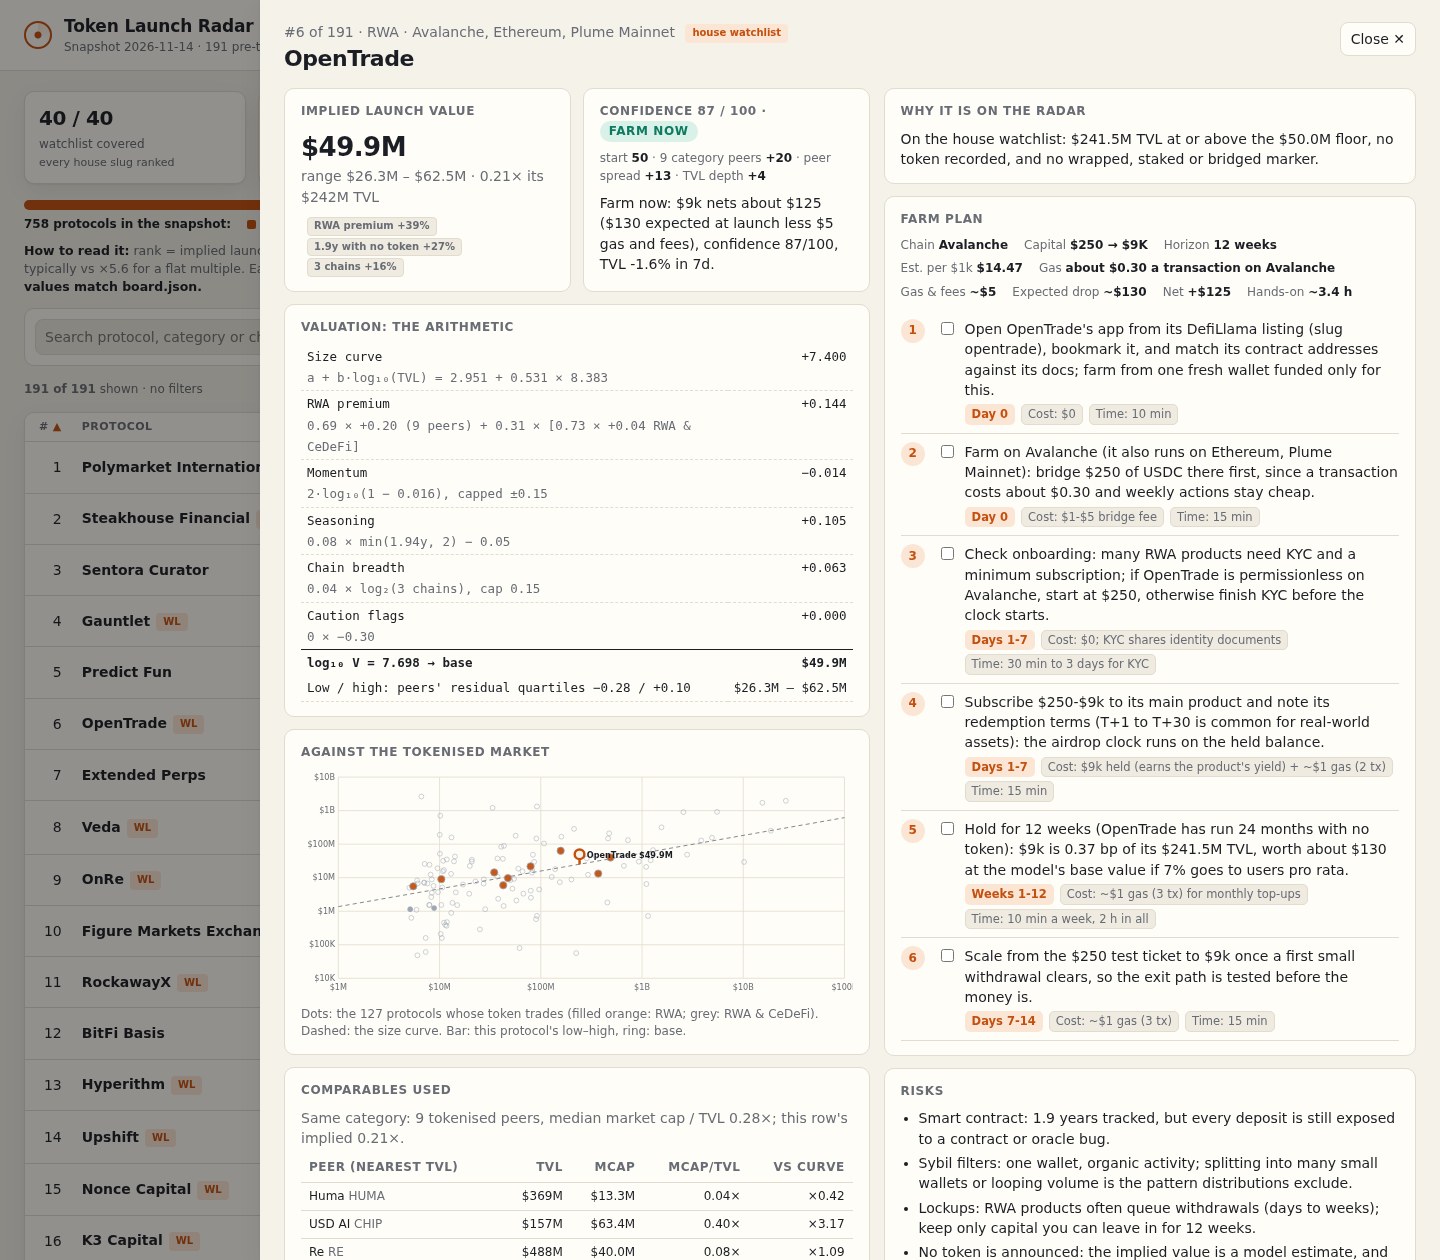 Token Launch Radar
Snapshot 2026-11-14 · 191 pre-t
40 / 40
watchlist covered
every house slug ranked
758 protocols in the snapshot:
How to read it: rank = implied laun
typically vs ×5.6 for a flat multiple. Ea
values match board.json.
Search protocol, category or ch
191 of 191 shown · no filters
# ▲ PROTOCOL
1 Polymarket Internation
2 Steakhouse Financial
3 Sentora Curator
4 Gauntlet WL
5 Predict Fun
6 OpenTrade WL
7 Extended Perps
8 Veda WL
9 OnRe WL
10 Figure Markets Exchan
11 RockawayX WL
12 BitFi Basis
13 Hyperithm WL
14 Upshift WL
15 Nonce Capital WL
16 K3 Capital WL
#6 of 191 · RWA · Avalanche, Ethereum, Plume Mainnet house watchlist
OpenTrade
Close ✕
IMPLIED LAUNCH VALUE
$49.9M
range $26.3M – $62.5M · 0.21× its
$242M TVL
RWA premium +39%
1.9y with no token +27%
3 chains +16%
CONFIDENCE 87 / 100 ·
FARM NOW
start 50 · 9 category peers +20 · peer
spread +13 · TVL depth +4
Farm now: $9k nets about $125
($130 expected at launch less $5
gas and fees), confidence 87/100,
TVL -1.6% in 7d.
VALUATION: THE ARITHMETIC
Size curve +7.400
a + b·log₁₀(TVL) = 2.951 + 0.531 × 8.383
RWA premium +0.144
0.69 × +0.20 (9 peers) + 0.31 × [0.73 × +0.04 RWA &
CeDeFi]
Momentum −0.014
2·log₁₀(1 − 0.016), capped ±0.15
Seasoning +0.105
0.08 × min(1.94y, 2) − 0.05
Chain breadth +0.063
0.04 × log₂(3 chains), cap 0.15
Caution flags +0.000
0 × −0.30
log₁₀ V = 7.698 → base $49.9M
Low / high: peers' residual quartiles −0.28 / +0.10 $26.3M – $62.5M
AGAINST THE TOKENISED MARKET
$10B
$1B
$100M
$10M
$1M
$100K
$10K
OpenTrade $49.9M
$1M $10M $100M $1B $10B $100
Dots: the 127 protocols whose token trades (filled orange: RWA; grey: RWA & CeDeFi).
Dashed: the size curve. Bar: this protocol's low–high, ring: base.
COMPARABLES USED
Same category: 9 tokenised peers, median market cap / TVL 0.28×; this row's
implied 0.21×.
PEER (NEAREST TVL) TVL MCAP MCAP/TVL VS CURVE
Huma HUMA $369M $13.3M 0.04× ×0.42
USD AI CHIP $157M $63.4M 0.40× ×3.17
Re RE $488M $40.0M 0.08× ×1.09
WHY IT IS ON THE RADAR
On the house watchlist: $241.5M TVL at or above the $50.0M floor, no
token recorded, and no wrapped, staked or bridged marker.
FARM PLAN
Chain Avalanche Capital $250 → $9K Horizon 12 weeks
Est. per $1k $14.47 Gas about $0.30 a transaction on Avalanche
Gas & fees ~$5 Expected drop ~$130 Net +$125 Hands-on ~3.4 h
1 Open OpenTrade's app from its DefiLlama listing (slug
opentrade), bookmark it, and match its contract addresses
against its docs; farm from one fresh wallet funded only for
this.
Day 0 Cost: $0 Time: 10 min
2 Farm on Avalanche (it also runs on Ethereum, Plume
Mainnet): bridge $250 of USDC there first, since a transaction
costs about $0.30 and weekly actions stay cheap.
Day 0 Cost: $1-$5 bridge fee Time: 15 min
3 Check onboarding: many RWA products need KYC and a
minimum subscription; if OpenTrade is permissionless on
Avalanche, start at $250, otherwise finish KYC before the
clock starts.
Days 1-7 Cost: $0; KYC shares identity documents
Time: 30 min to 3 days for KYC
4 Subscribe $250-$9k to its main product and note its
redemption terms (T+1 to T+30 is common for real-world
assets): the airdrop clock runs on the held balance.
Days 1-7 Cost: $9k held (earns the product's yield) + ~$1 gas (2 tx)
Time: 15 min
5 Hold for 12 weeks (OpenTrade has run 24 months with no
token): $9k is 0.37 bp of its $241.5M TVL, worth about $130
at the model's base value if 7% goes to users pro rata.
Weeks 1-12 Cost: ~$1 gas (3 tx) for monthly top-ups
Time: 10 min a week, 2 h in all
6 Scale from the $250 test ticket to $9k once a first small
withdrawal clears, so the exit path is tested before the
money is.
Days 7-14 Cost: ~$1 gas (3 tx) Time: 15 min
RISKS
• Smart contract: 1.9 years tracked, but every deposit is still exposed
to a contract or oracle bug.
• Sybil filters: one wallet, organic activity; splitting into many small
wallets or looping volume is the pattern distributions exclude.
• Lockups: RWA products often queue withdrawals (days to weeks);
keep only capital you can leave in for 12 weeks.
• No token is announced: the implied value is a model estimate, and